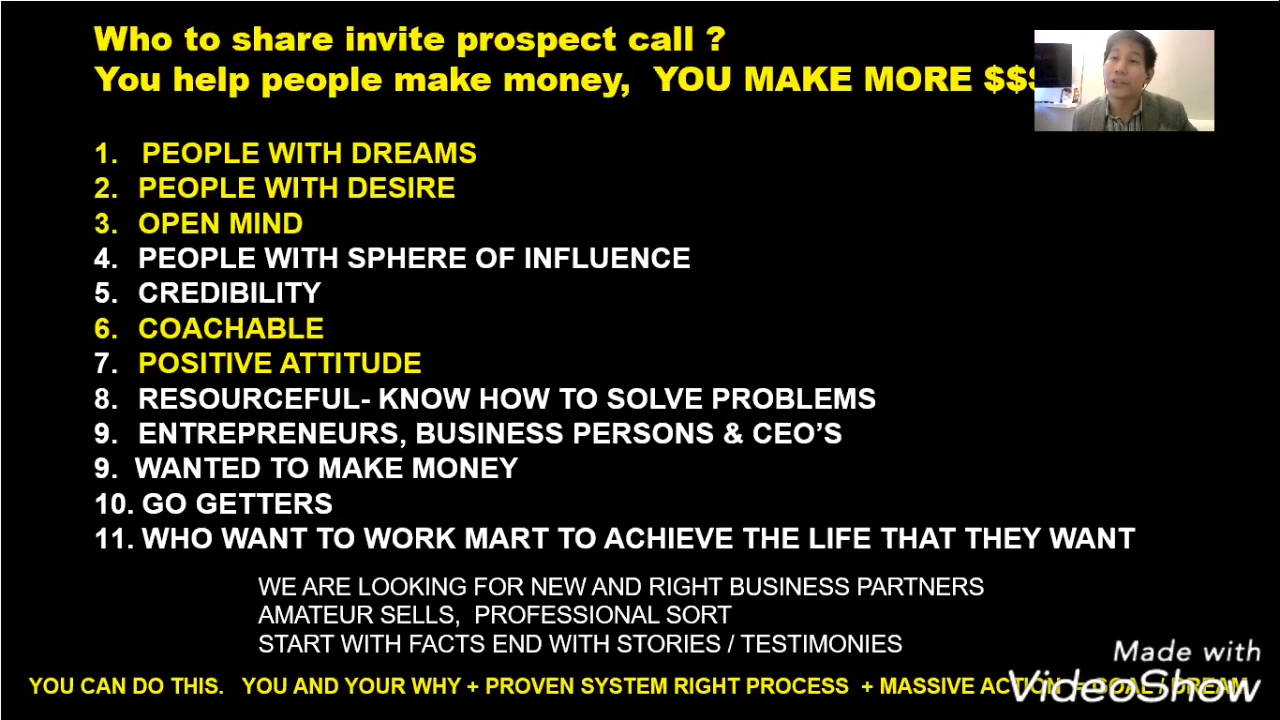 Who to share invite prospect call ?
You help people make money, YOU MAKE MORE $$$
1. PEOPLE WITH DREAMS
2. PEOPLE WITH DESIRE
3. OPEN MIND
4. PEOPLE WITH SPHERE OF INFLUENCE
5. CREDIBILITY
6. COACHABLE
7. POSITIVE ATTITUDE
8. RESOURCEFUL- KNOW HOW TO SOLVE PROBLEMS
9. ENTREPRENEURS, BUSINESS PERSONS & CEO’S
9. WANTED TO MAKE MONEY
10. GO GETTERS
11. WHO WANT TO WORK MART TO ACHIEVE THE LIFE THAT THEY WANT
WE ARE LOOKING FOR NEW AND RIGHT BUSINESS PARTNERS
AMATEUR SELLS, PROFESSIONAL SORT
START WITH FACTS END WITH STORIES / TESTIMONIES
YOU CAN DO THIS. YOU AND YOUR WHY + PROVEN SYSTEM RIGHT PROCESS + MASSIVE ACTION = GOAL / DREAM
Made with
VideoShow